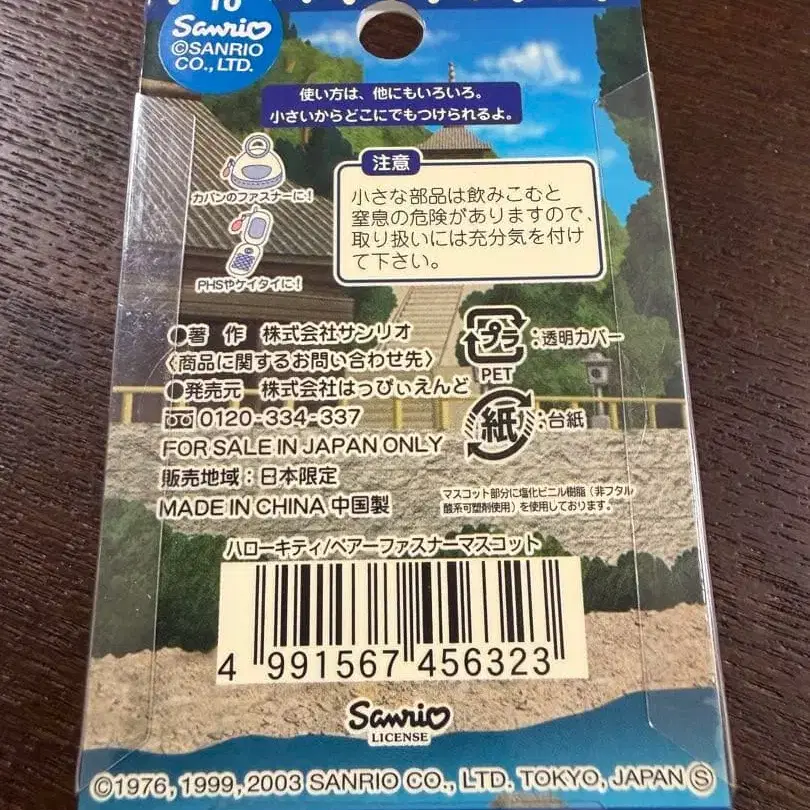 10
Sanrio
©SANRIO
CO., LTD.
使い方は、他にもいろいろ。
小さいからどこにでもつけられるよ。
カバンのファスナーに!
PHSやケイタイに!
注意
小さな部品は飲みこむと
窒息の危険がありますので、
取り扱いには充分気を付け
て下さい。
●著 作 株式会社サンリオ
〈商品に関するお問い合わせ先〉
●発売元 株式会社はっぴぃえんど
0120-334-337
FOR SALE IN JAPAN ONLY
販売地域：日本限定
MADE IN CHINA 中国製
プラ
:透明カバー
PET
紙
:台紙
マスコット部分に塩化ビニル樹脂（非フタル
酸系可塑剤使用）を使用しております。
ハローキティ/ペアーファスナーマスコット
4 991567 456323
Sanrio
LICENSE
©1976, 1999, 2003 SANRIO CO., LTD. TOKYO, JAPAN Ⓢ